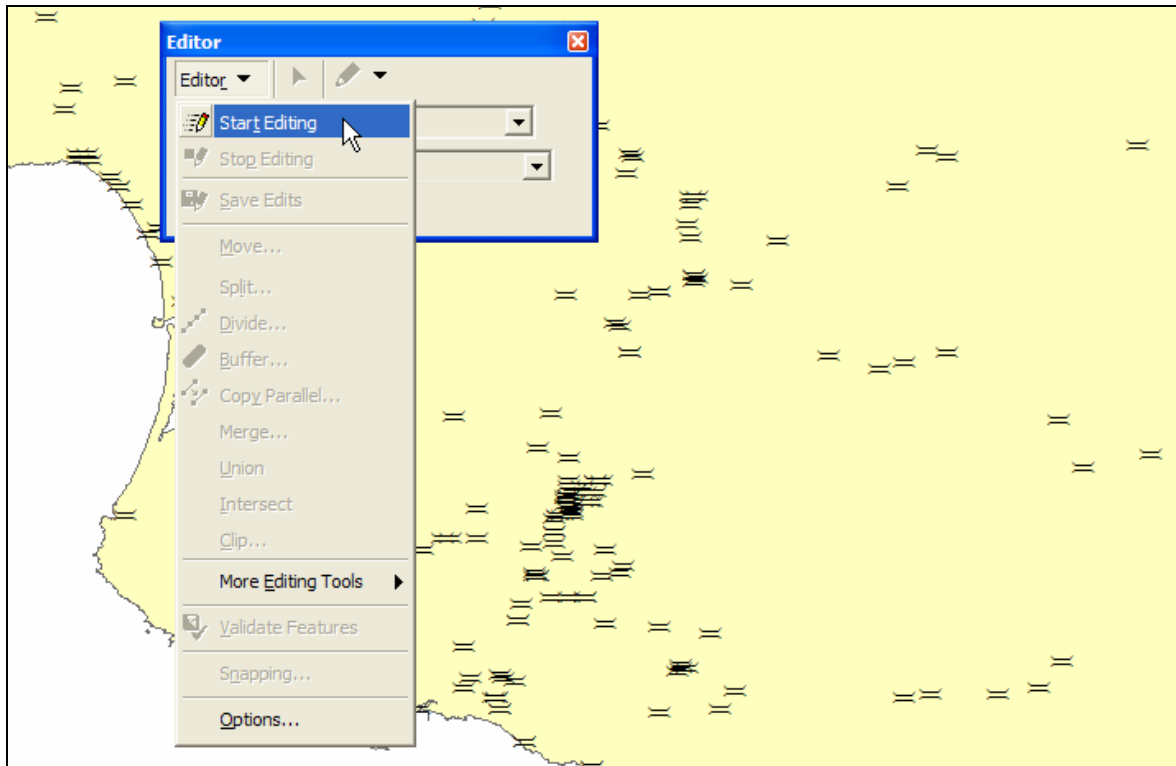 Editor
Editor
Start Editing
Stop Editing
Save Edits
Move...
Split...
Divide...
Buffer...
Copy Parallel...
Merge...
Union
Intersect
Clip...
More Editing Tools
Validate Features
Snapping...
Options...